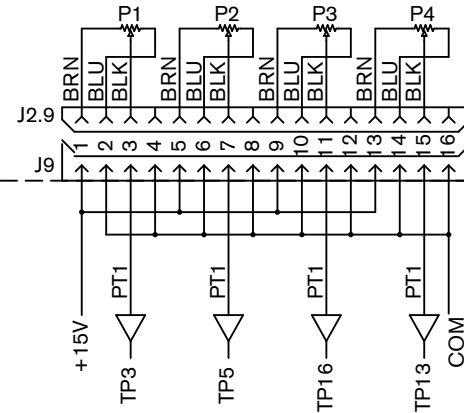 P1 P2 P3 P4
BRN BLU BLK BRN BLU BLK BRN BLU BLK BRN BLU BLK
J2.9
1 2 3 4 5 6 7 8 9 10 11 12 13 14 15 16
J9
PT1 PT1 PT1 PT1
+15V COM
TP3 TP5 TP16 TP13